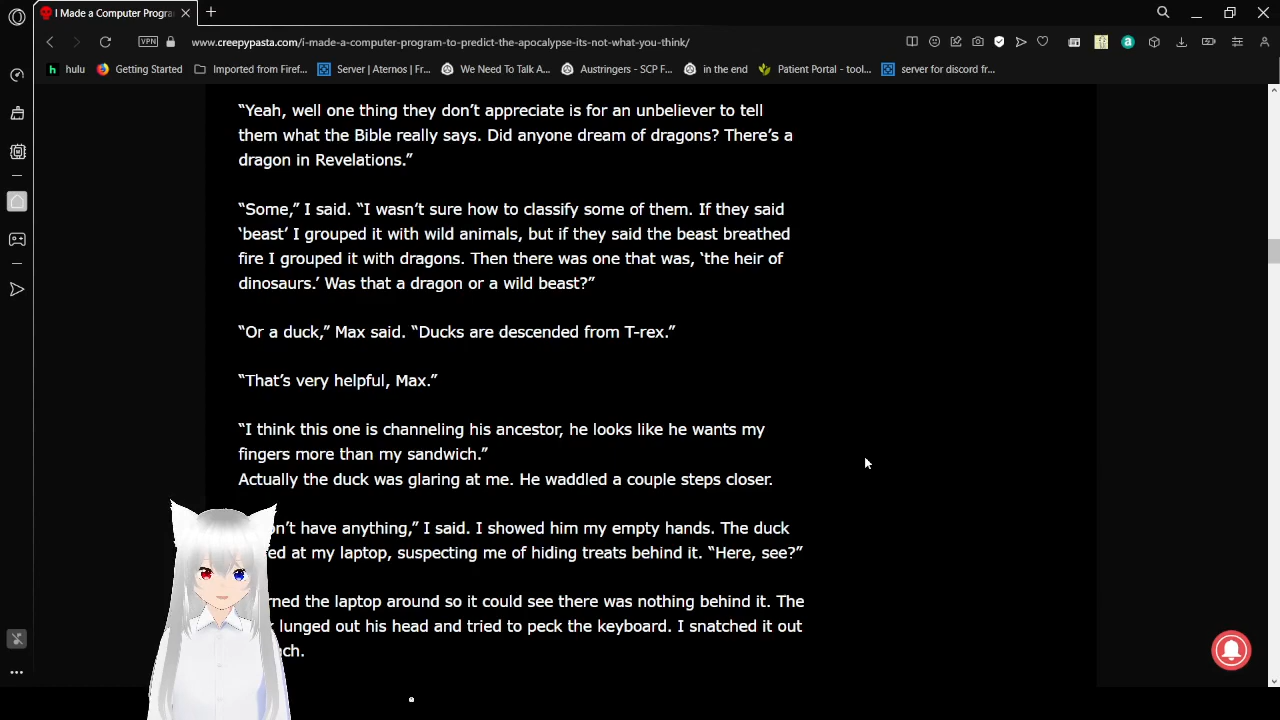 I Made a Computer Progra
VPN
www.creepypasta.com/i-made-a-computer-program-to-predict-the-apocalypse-its-not-what-you-think/
hulu
Getting Started
Imported from Firef...
Server | Aternos | Fr...
We Need To Talk A...
Austringers - SCP F...
in the end
Patient Portal - tool...
server for discord fr...
“Yeah, well one thing they don’t appreciate is for an unbeliever to tell
them what the Bible really says. Did anyone dream of dragons? There’s a
dragon in Revelations.”
“Some,” I said. “I wasn’t sure how to classify some of them. If they said
‘beast’ I grouped it with wild animals, but if they said the beast breathed
fire I grouped it with dragons. Then there was one that was, ‘the heir of
dinosaurs.’ Was that a dragon or a wild beast?”
“Or a duck,” Max said. “Ducks are descended from T-rex.”
“That’s very helpful, Max.”
“I think this one is channeling his ancestor, he looks like he wants my
fingers more than my sandwich.”
Actually the duck was glaring at me. He waddled a couple steps closer.
n’t have anything,” I said. I showed him my empty hands. The duck
ed at my laptop, suspecting me of hiding treats behind it. “Here, see?”
rned the laptop around so it could see there was nothing behind it. The
lunged out his head and tried to peck the keyboard. I snatched it out
ch.